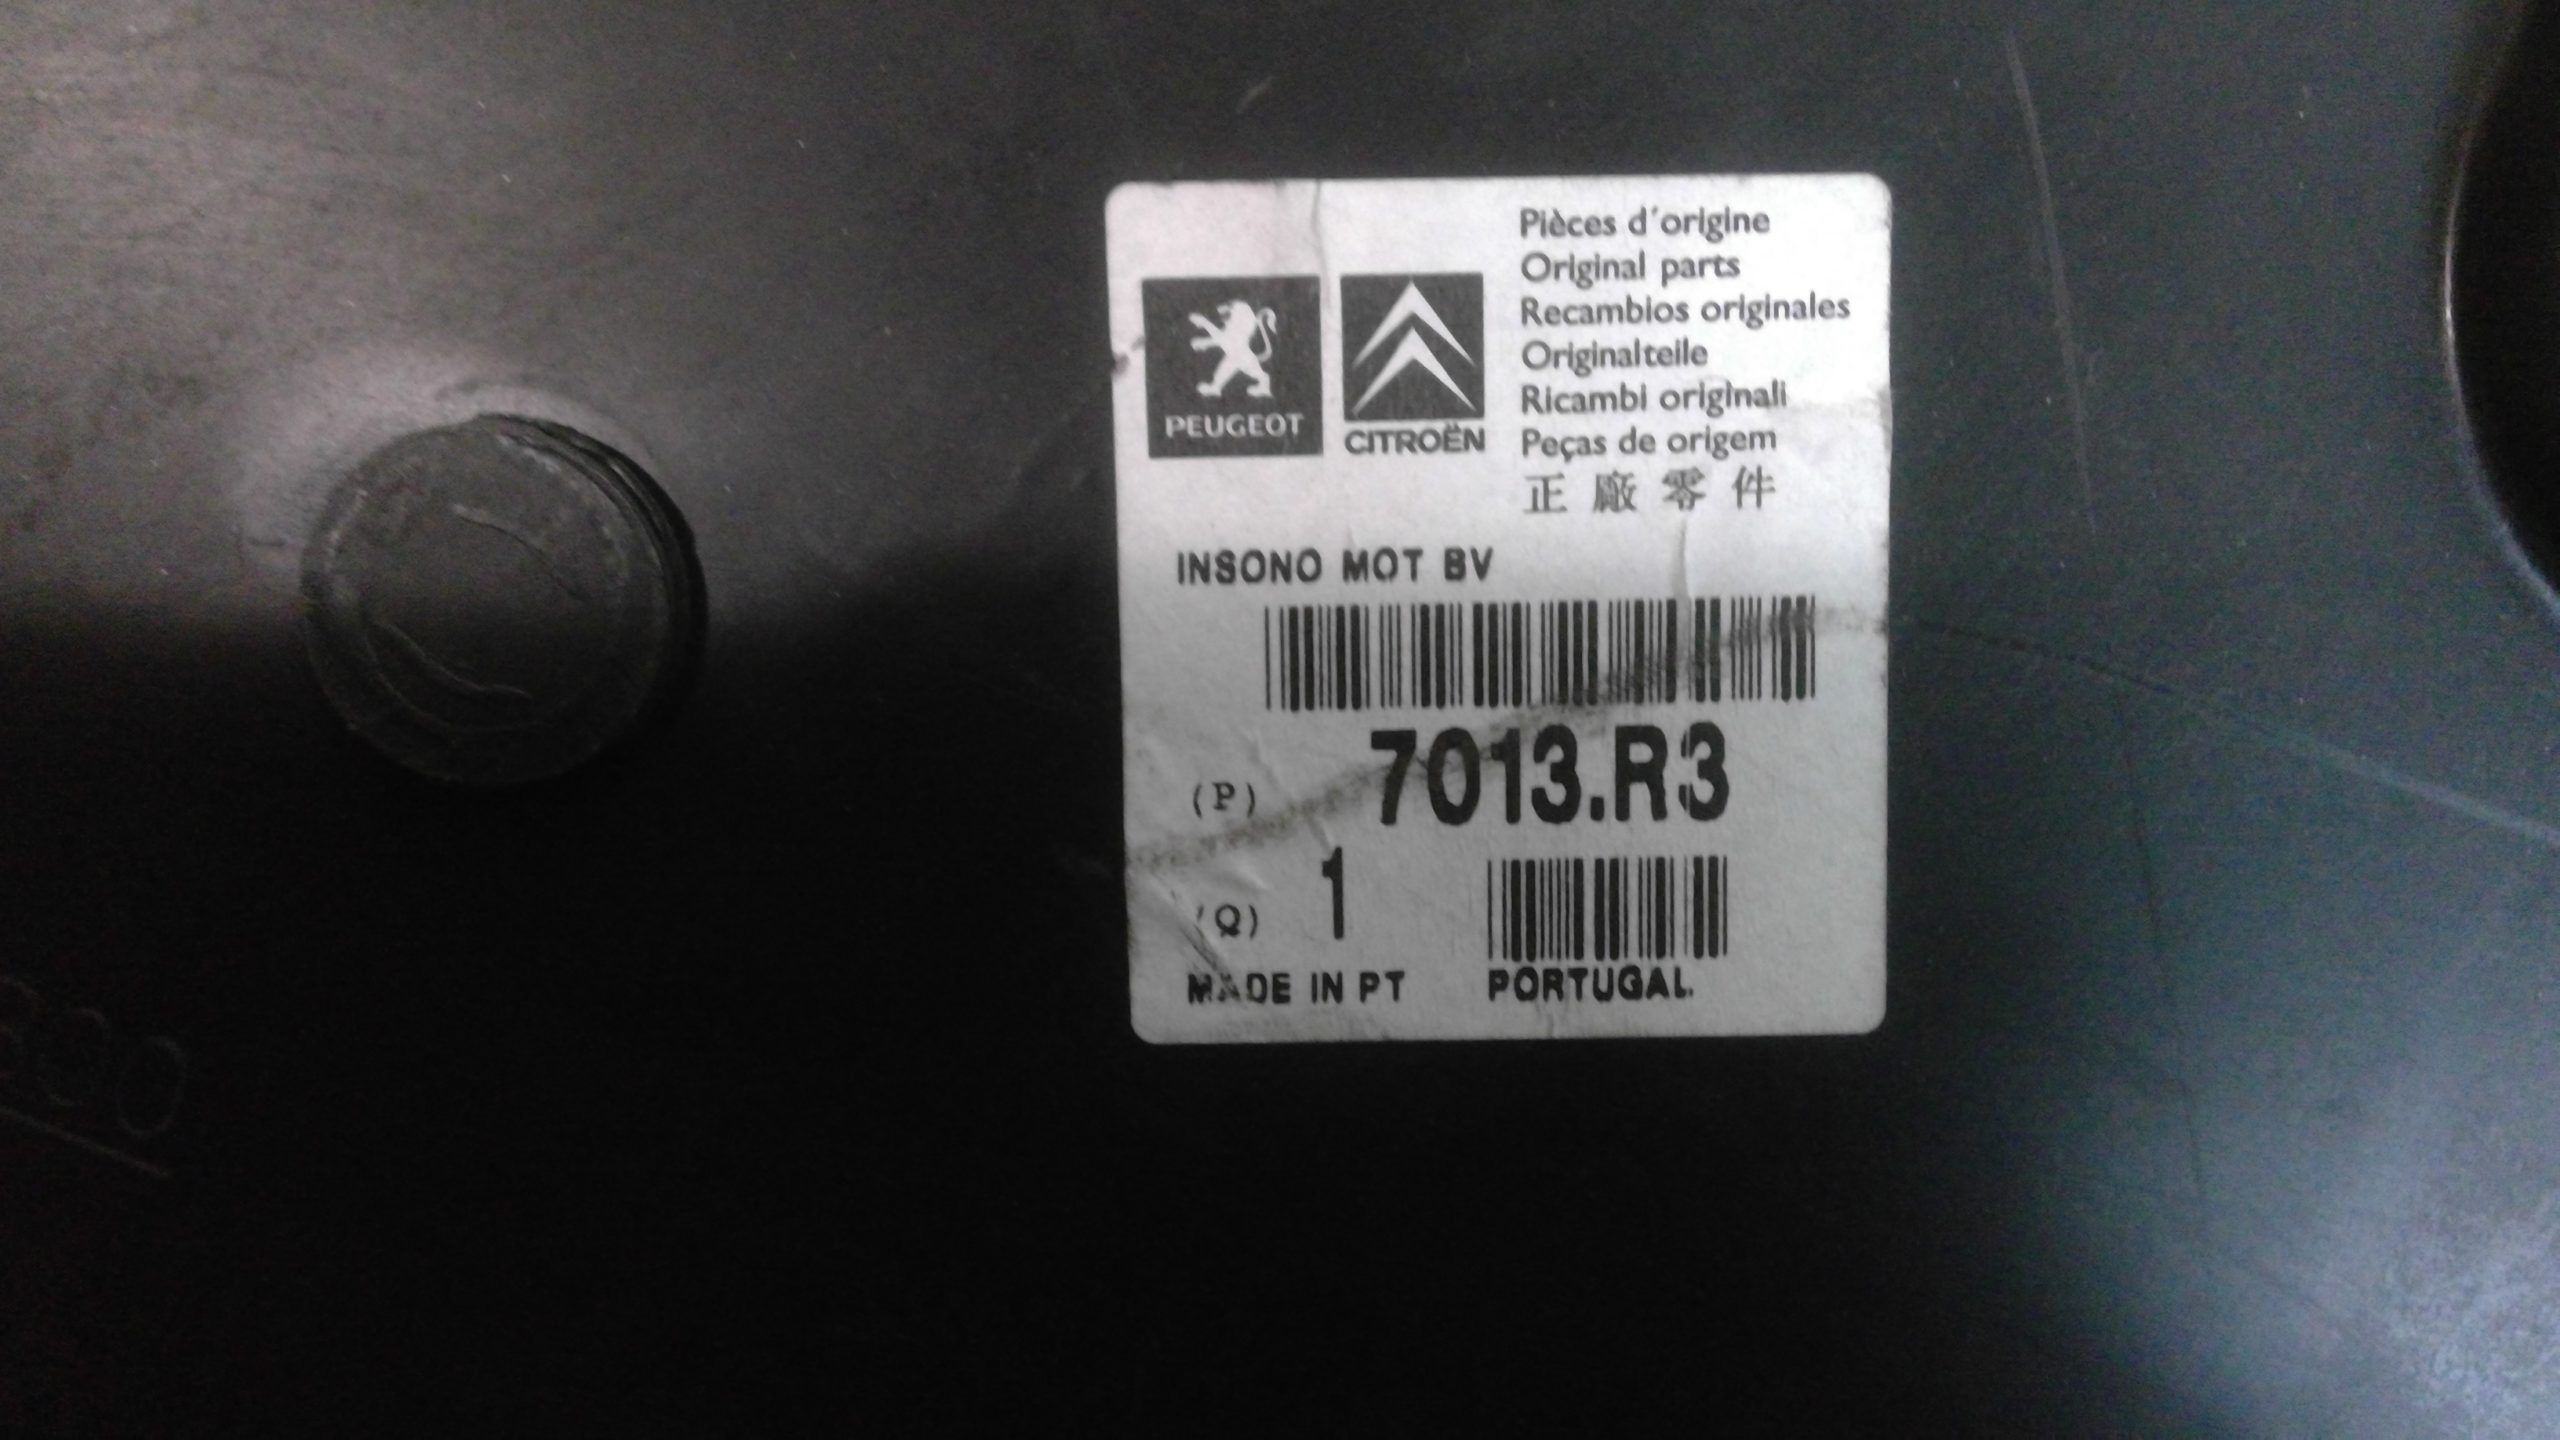 PEUGEOT
CITROËN
Pièces d'origine
Original parts
Recambios originales
Originalteile
Ricambi originali
Peças de origem
正廠零件
INSONO MOT BV
(P) 7013.R3
(Q) 1
MADE IN PT PORTUGAL.